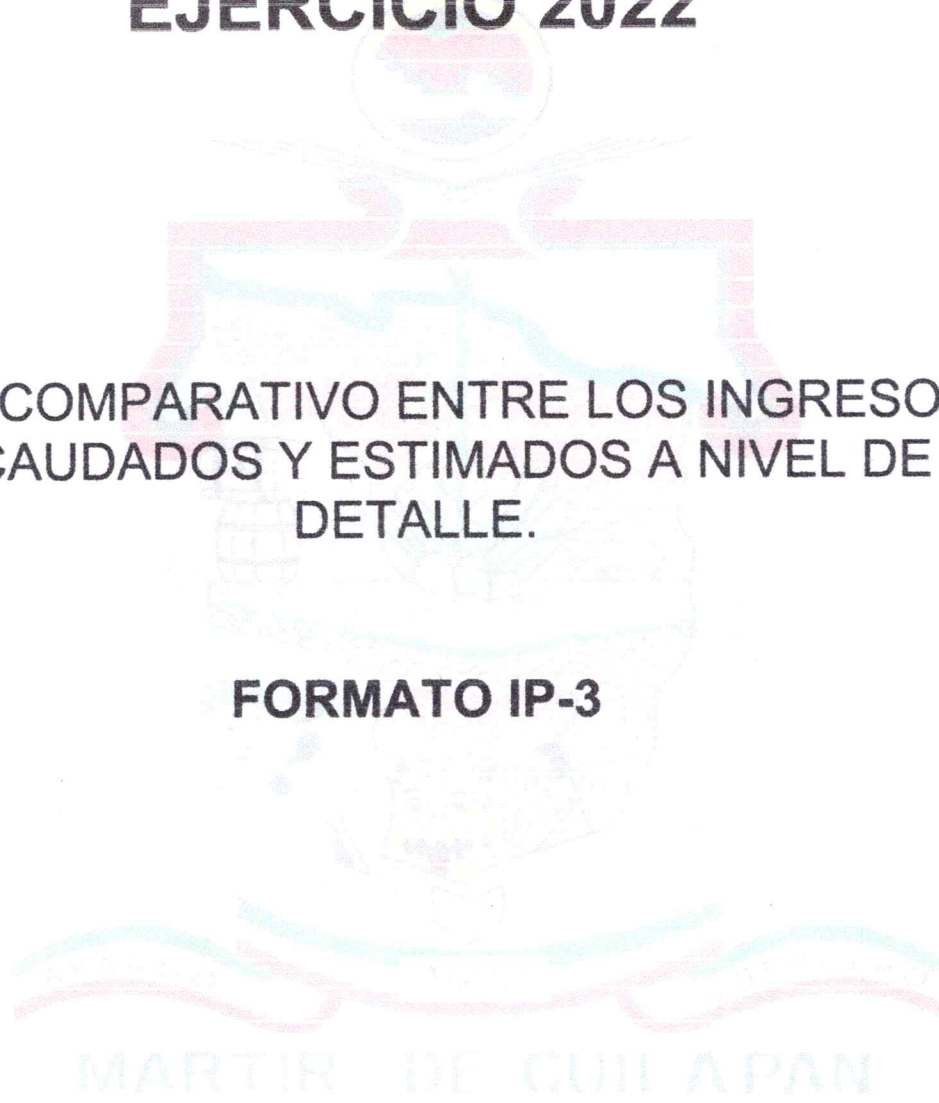 EJERCICIO 2022
COMPARATIVO ENTRE LOS INGRESO
CAUDADOS Y ESTIMADOS A NIVEL DE
DETALLE.
FORMATO IP-3
MARTIR DE CUILAPAN